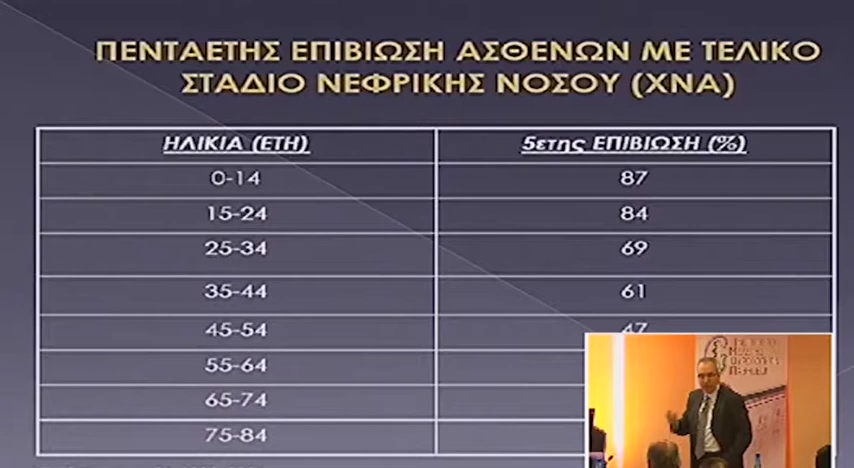 ΠΕΝΤΑΕΤΗΣ ΕΠΙΒΙΩΣΗ ΑΣΘΕΝΩΝ ΜΕ ΤΕΛΙΚΟ
ΣΤΑΔΙΟ ΝΕΦΡΙΚΗΣ ΝΟΣΟΥ (ΧΝΑ)
ΗΛΙΚΙΑ (ΕΤΗ) 5ετης ΕΠΙΒΙΩΣΗ (%)
0-14 87
15-24 84
25-34 69
35-44 61
45-54 47
55-64
65-74
75-84